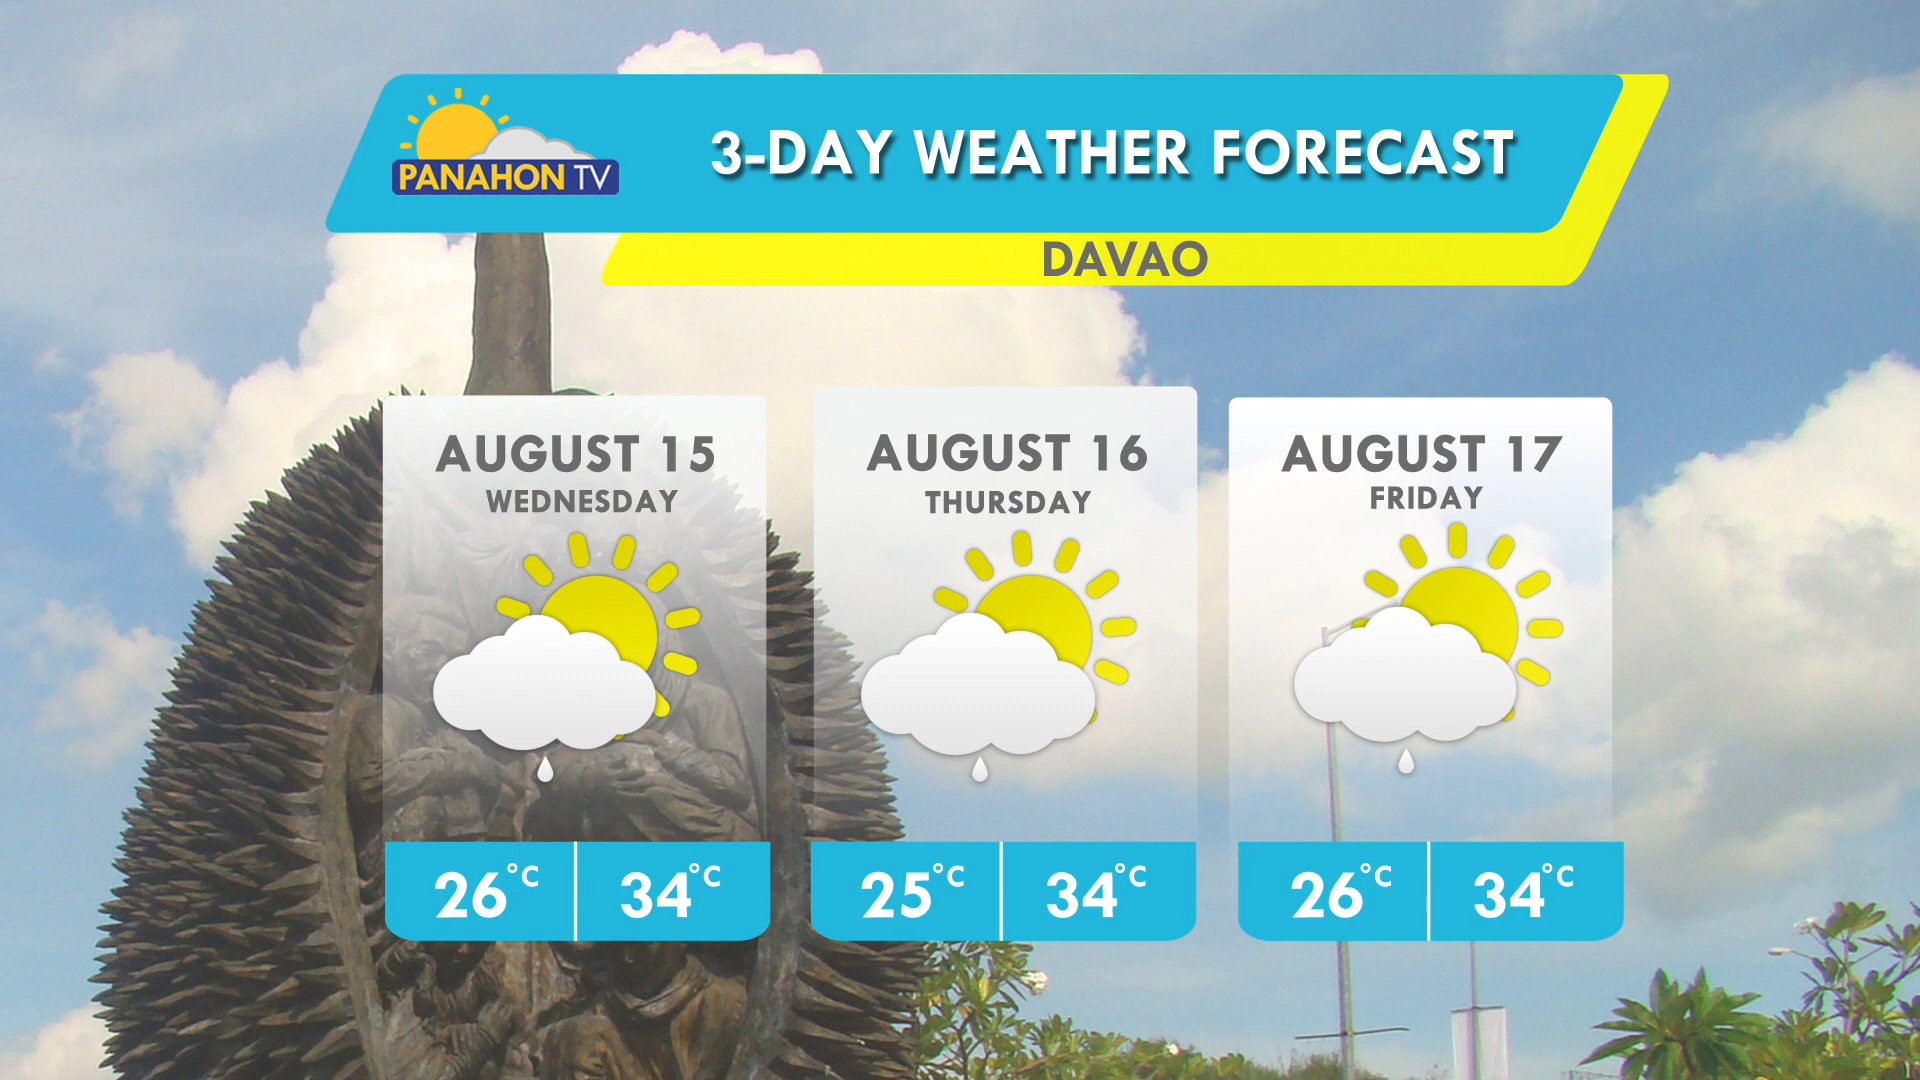 PANAHON TV
3-DAY WEATHER FORECAST
DAVAO
AUGUST 15
WEDNESDAY
26°C
34°C
AUGUST 16
THURSDAY
25°C
34°C
AUGUST 17
FRIDAY
26°C
34°C